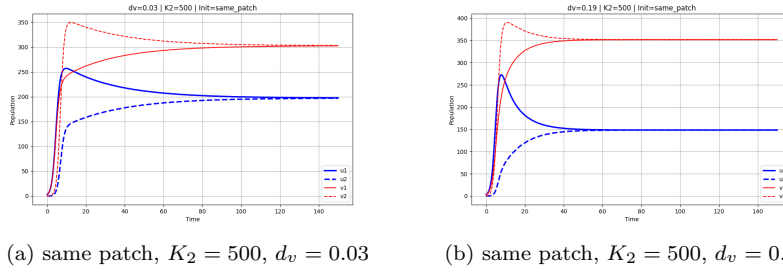 dv=0.03 | K2=500 | Init=same_patch
350
300
250
200
150
100
50
0
Population
0 20 40 60 80 100 120 140
Time
u1
u2
v1
v2
(a) same patch, K₂ = 500, dᵥ = 0.03
dv=0.19 | K2=500 | Init=same_patch
400
350
300
250
200
150
100
50
0
Population
0 20 40 60 80 100 120 140
Time
u
u
v
v
(b) same patch, K₂ = 500, dᵥ = 0.